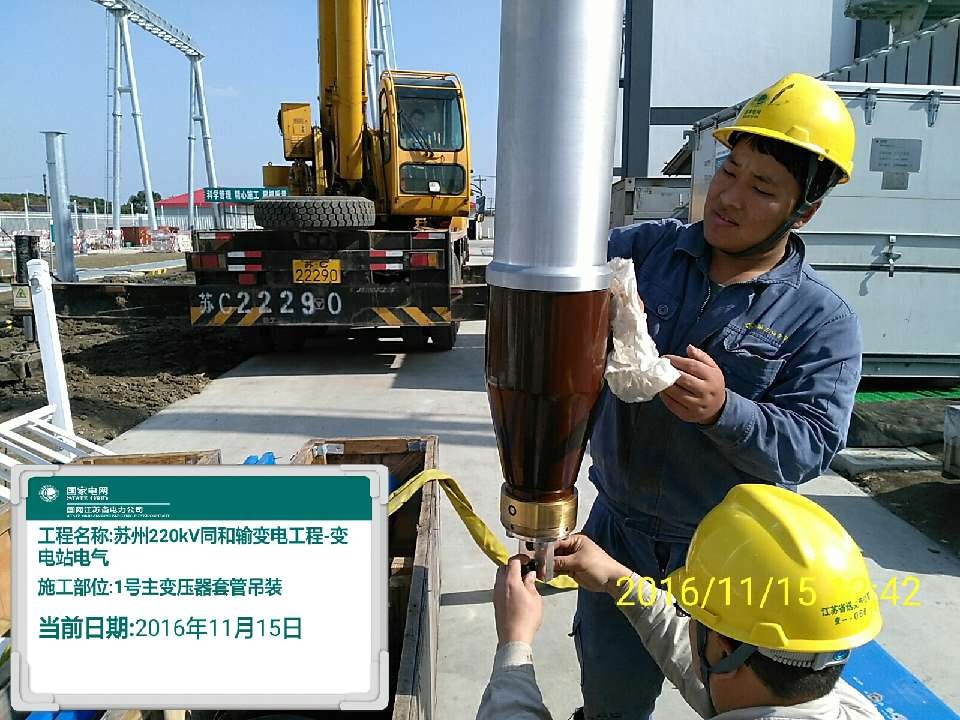 科学管理 精心施工
苏C
22290
苏C22290
国家电网
STATE GRID
国网江苏省电力公司
工程名称:苏州220kV同和输变电工程-变
电站电气
施工部位:1号主变压器套管吊装
当前日期:2016年11月15日
2016/11/15